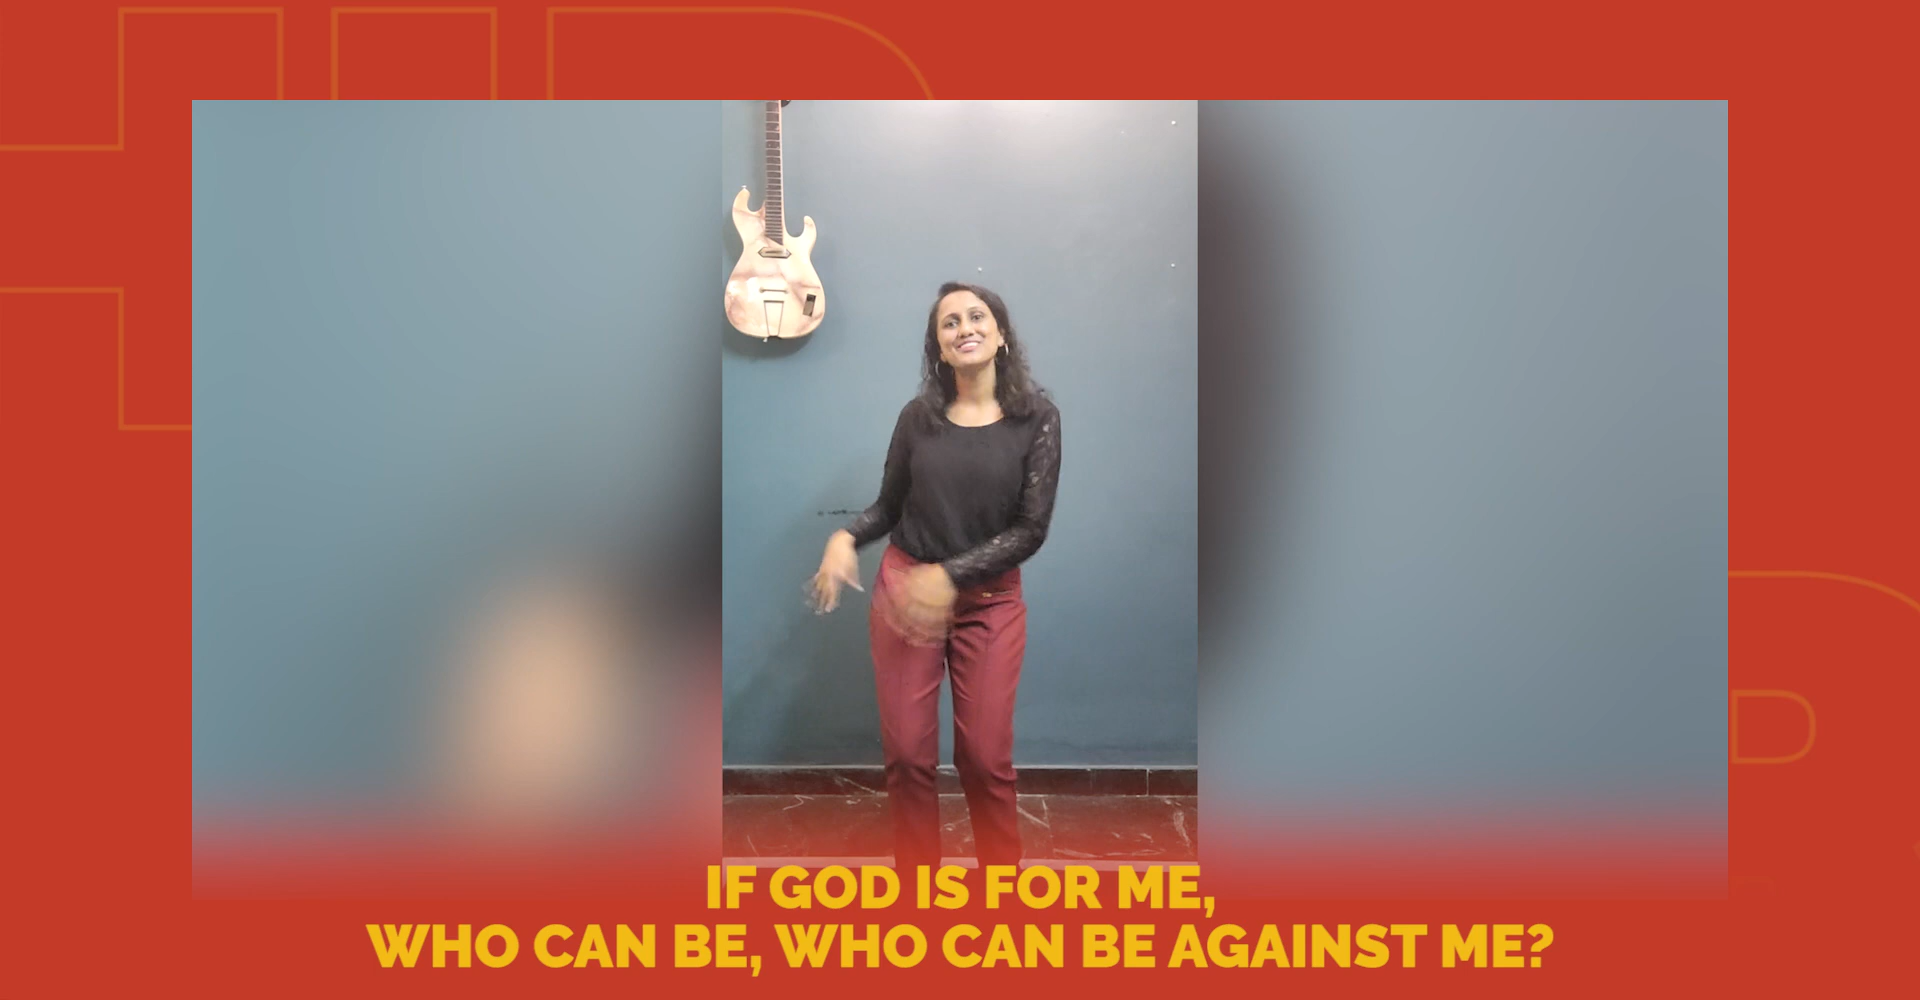 IF GOD IS FOR ME,
WHO CAN BE, WHO CAN BE AGAINST ME?